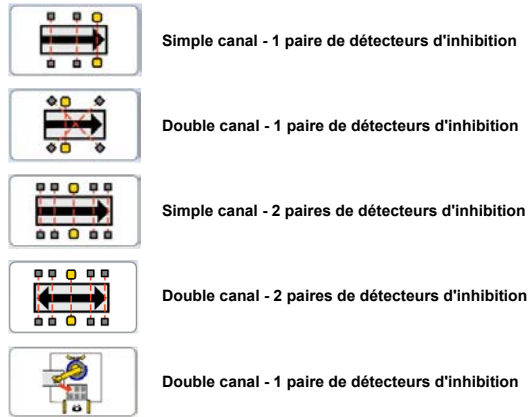 Simple canal - 1 paire de détecteurs d'inhibition
Double canal - 1 paire de détecteurs d'inhibition
Simple canal - 2 paires de détecteurs d'inhibition
Double canal - 2 paires de détecteurs d'inhibition
Double canal - 1 paire de détecteurs d'inhibition